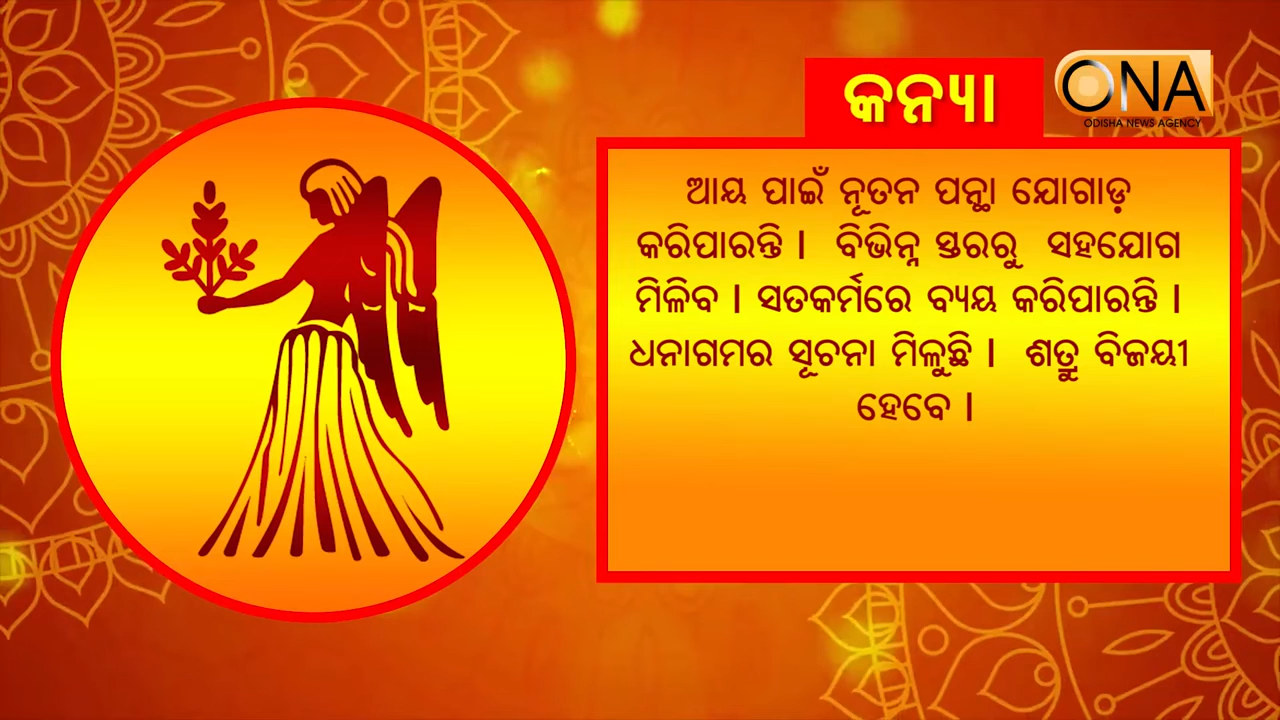 କନ୍ୟା
ONA
ODISHA NEWS AGENCY
ଆୟ ପାଇଁ ନୂତନ ପନ୍ଥା ଯୋଗାଡ଼
କରିପାରନ୍ତି । ବିଭିନ୍ନ ସ୍ତରରୁ ସହଯୋଗ
ମିଳିବ । ସତକର୍ମରେ ବ୍ୟୟ କରିପାରନ୍ତି ।
ଧନାଗମର ସୂଚନା ମିଳୁଛି । ଶତ୍ରୁ ବିଜୟୀ
ହେବେ ।